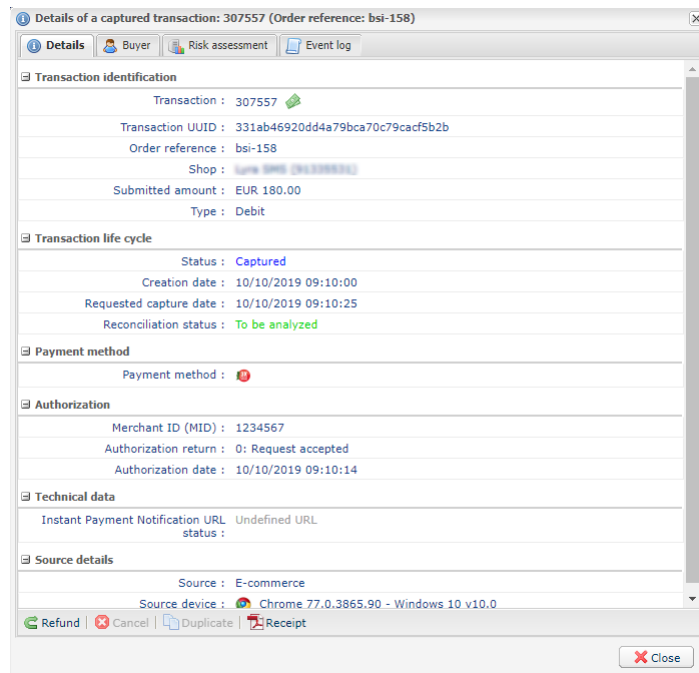 Details of a captured transaction: 307557 (Order reference: bsi-158)
Details Buyer Risk assessment Event log
Transaction identification
Transaction : 307557
Transaction UUID : 331ab46920dd4a79bca70c79cacf5b2b
Order reference : bsi-158
Shop :
Submitted amount : EUR 180.00
Type : Debit
Transaction life cycle
Status : Captured
Creation date : 10/10/2019 09:10:00
Requested capture date : 10/10/2019 09:10:25
Reconciliation status : To be analyzed
Payment method
Payment method :
Authorization
Merchant ID (MID) : 1234567
Authorization return : 0: Request accepted
Authorization date : 10/10/2019 09:10:14
Technical data
Instant Payment Notification URL Undefined URL
status :
Source details
Source : E-commerce
Source device : Chrome 77.0.3865.90 - Windows 10 v10.0
Refund | Cancel | Duplicate | Receipt
Close